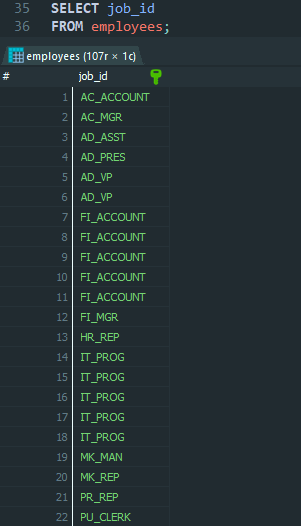 35 SELECT job_id
36 FROM employees;
employees (107r × 1c)
# job_id
1 AC_ACCOUNT
2 AC_MGR
3 AD_ASST
4 AD_PRES
5 AD_VP
6 AD_VP
7 FI_ACCOUNT
8 FI_ACCOUNT
9 FI_ACCOUNT
10 FI_ACCOUNT
11 FI_ACCOUNT
12 FI_MGR
13 HR_REP
14 IT_PROG
15 IT_PROG
16 IT_PROG
17 IT_PROG
18 IT_PROG
19 MK_MAN
20 MK_REP
21 PR_REP
22 PU_CLERK